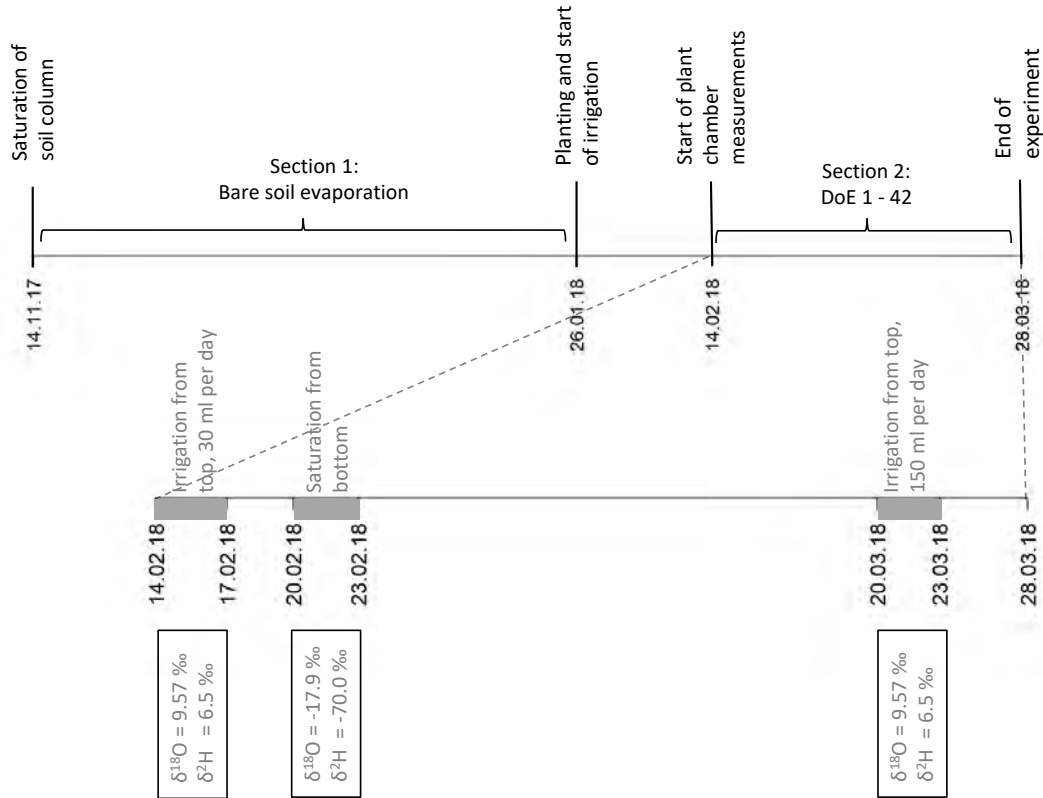 Saturation of
soil column
Planting and start
of irrigation
Start of plant
chamber
measurements
End of
experiment
Section 1:
Bare soil evaporation
Section 2:
DoE 1 - 42
14.11.17
26.01.18
14.02.18
28.03.18
Irrigation from
top, 30 ml per day
Saturation from
bottom
Irrigation from top,
150 ml per day
14.02.18
17.02.18
20.02.18
23.02.18
20.03.18
23.03.18
28.03.18
δ¹⁸O = 9.57 ‰
δ²H = 6.5 ‰
δ¹⁸O = -17.9 ‰
δ²H = -70.0 ‰
δ¹⁸O = 9.57 ‰
δ²H = 6.5 ‰